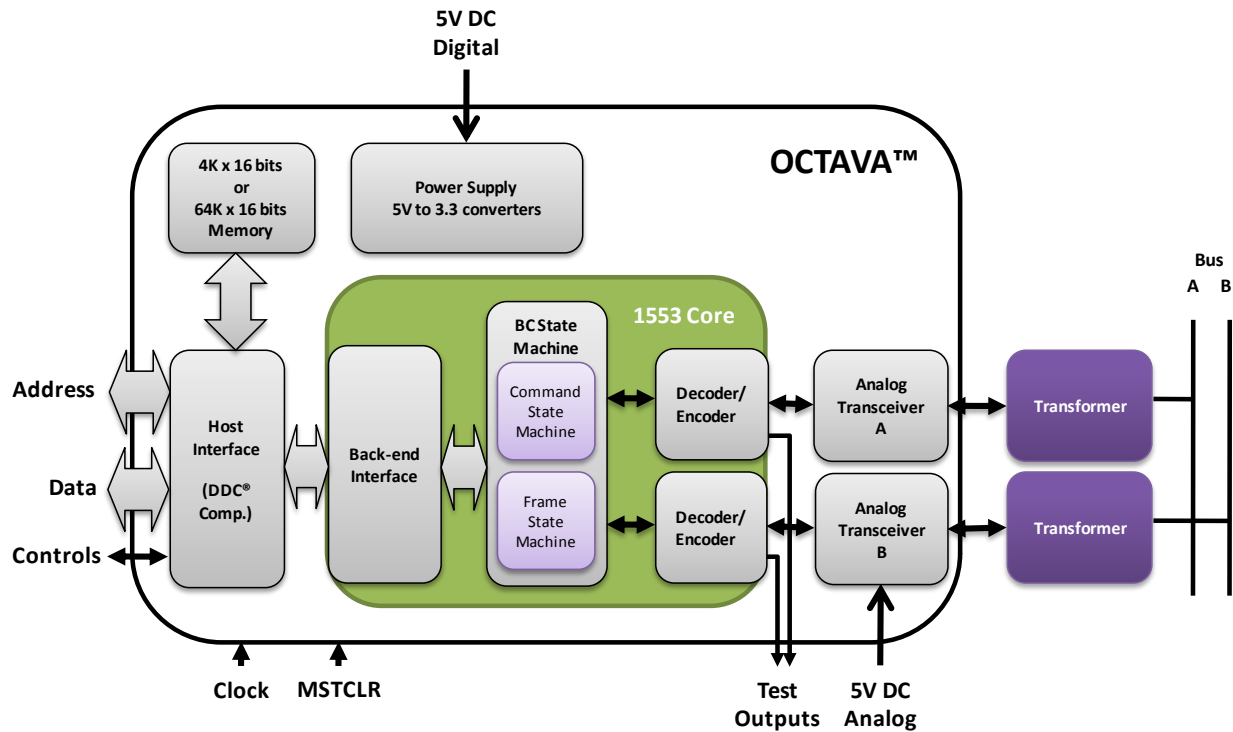 5V DC
Digital
OCTAVA™
4K x 16 bits
or
64K x 16 bits
Memory
Power Supply
5V to 3.3 converters
Bus
A B
1553 Core
BC State
Machine
Command
State
Machine
Frame
State
Machine
Address
Data
Controls
Host
Interface
(DDC®
Comp.)
Back-end
Interface
Decoder/
Encoder
Decoder/
Encoder
Analog
Transceiver
A
Analog
Transceiver
B
Transformer
Transformer
Clock
MSTCLR
Test
Outputs
5V DC
Analog